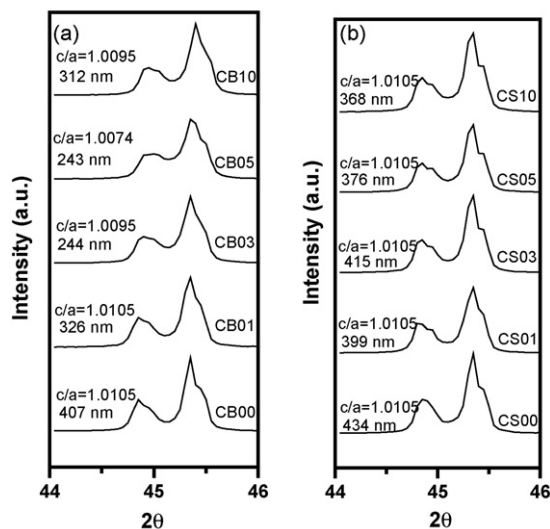 (a)
c/a=1.0095
312 nm
CB10
c/a=1.0074
243 nm
CB05
c/a=1.0095
244 nm
CB03
c/a=1.0105
326 nm
CB01
c/a=1.0105
407 nm
CB00
Intensity (a.u.)
44 45 46
2θ
(b)
c/a=1.0105
368 nm
CS10
c/a=1.0105
376 nm
CS05
c/a=1.0105
415 nm
CS03
c/a=1.0105
399 nm
CS01
c/a=1.0105
434 nm
CS00
Intensity (a.u.)
44 45 46
2θ